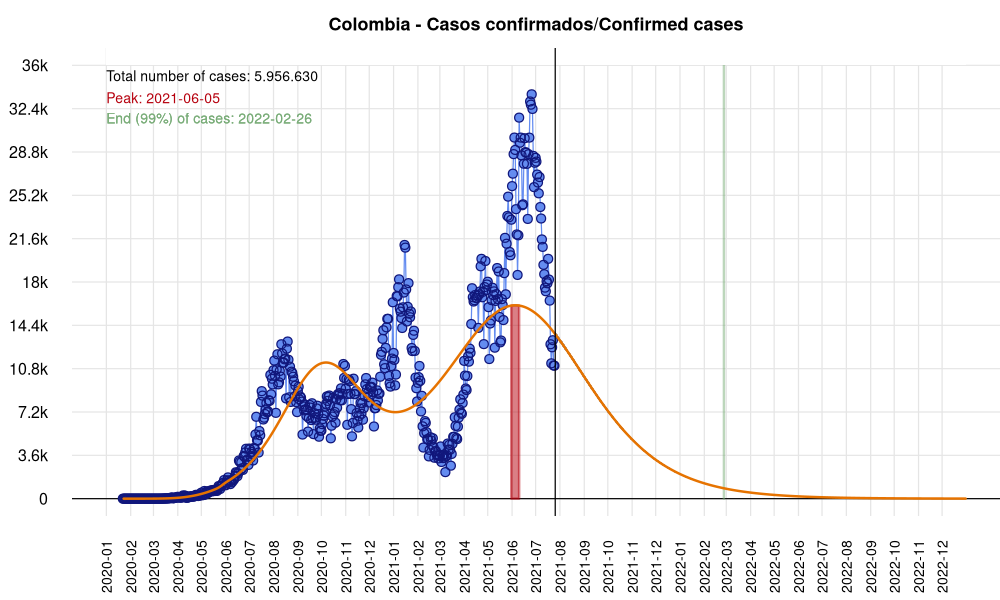 Colombia - Casos confirmados/Confirmed cases
36k
32.4k
28.8k
25.2k
21.6k
18k
14.4k
10.8k
7.2k
3.6k
0
Total number of cases: 5.956.630
Peak: 2021-06-05
End (99%) of cases: 2022-02-26
2020-01
2020-02
2020-03
2020-04
2020-05
2020-06
2020-07
2020-08
2020-09
2020-10
2020-11
2020-12
2021-01
2021-03
2021-04
2021-05
2021-06
2021-07
2021-08
2021-09
2021-10
2021-11
2021-12
2022-01
2022-02
2022-03
2022-04
2022-05
2022-06
2022-07
2022-08
2022-09
2022-10
2022-11
2022-12